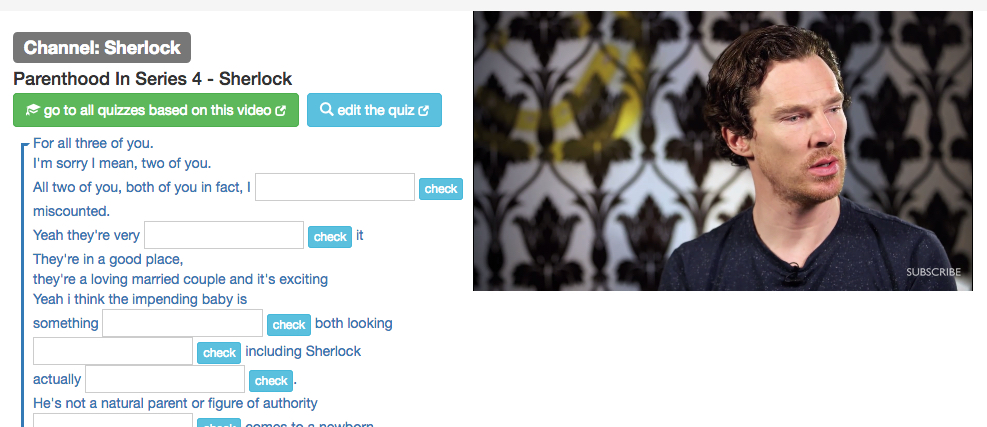 Channel: Sherlock
Parenthood In Series 4 - Sherlock
go to all quizzes based on this video
edit the quiz
For all three of you.
I'm sorry I mean, two of you.
All two of you, both of you in fact, I check
miscounted.
Yeah they're very check it
They're in a good place,
they're a loving married couple and it's exciting
Yeah i think the impending baby is
something check both looking
check including Sherlock
actually check.
He's not a natural parent or figure of authority
check comes to a newborn
SUBSCRIBE